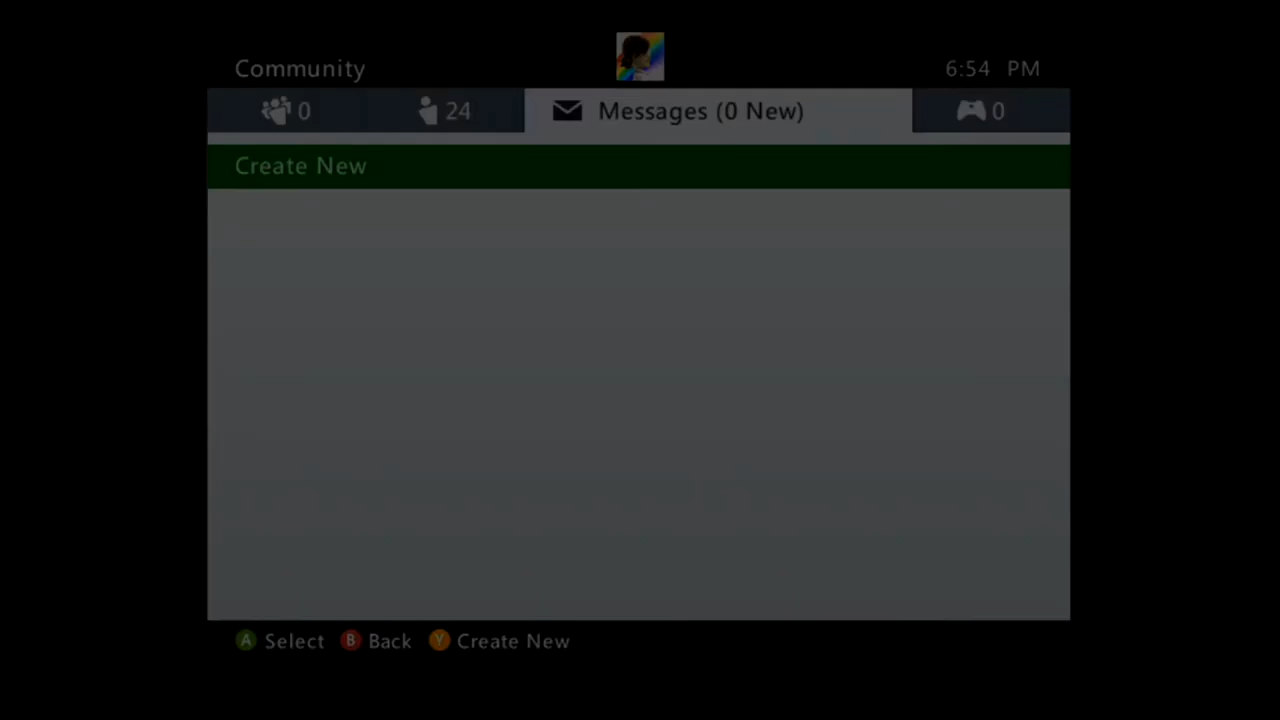 Community
6:54 PM
0
24
Messages (0 New)
0
Create New
A Select B Back Y Create New